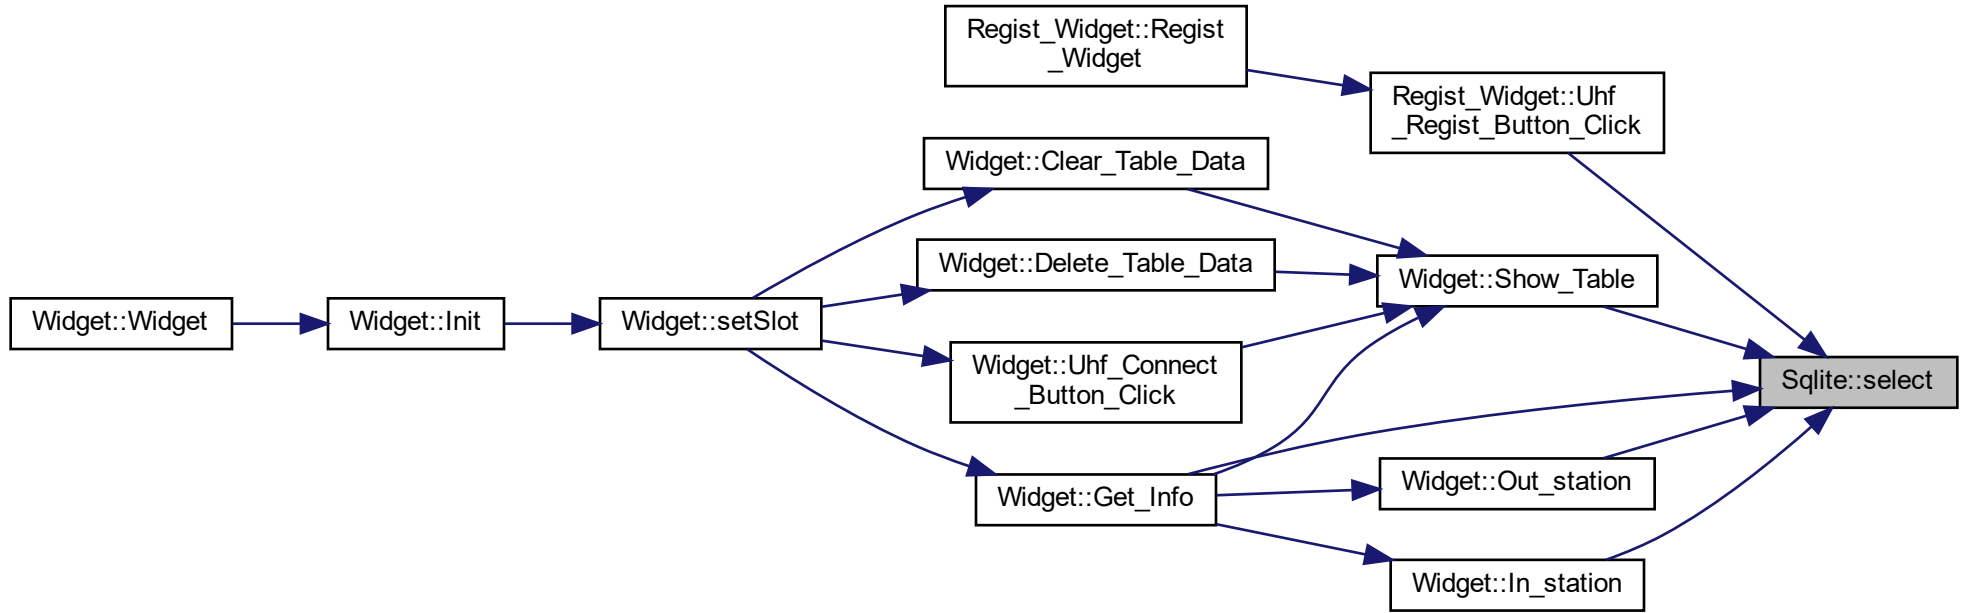 Regist_Widget::Regist
_Widget
Regist_Widget::Uhf
_Regist_Button_Click
Widget::Clear_Table_Data
Widget::Delete_Table_Data
Widget::Show_Table
Widget::Widget
Widget::Init
Widget::setSlot
Widget::Uhf_Connect
_Button_Click
Sqlite::select
Widget::Get_Info
Widget::Out_station
Widget::In_station